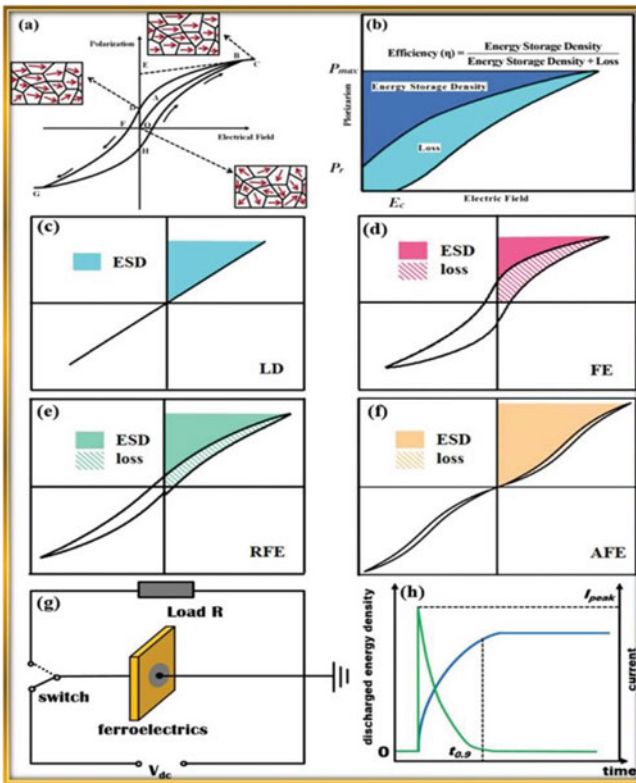 (a)
Polarization
E
B
C
D
A
F
O
Electrical Field
H
G
(b)
Efficiency (η) = Energy Storage Density
Energy Storage Density + Loss
Pmax
Energy Storage Density
Plorization
Loss
Pr
Ec
Electric Field
(c)
ESD
LD
(d)
ESD
loss
FE
(e)
ESD
loss
RFE
(f)
ESD
loss
AFE
(g)
Load R
switch
ferroelectrics
Vdc
(h)
Ipeak
discharged energy density
current
0
t0.9
time